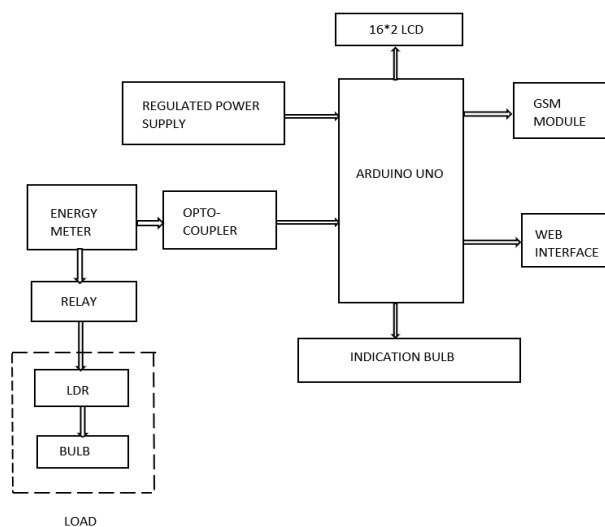 16*2 LCD
REGULATED POWER
SUPPLY
GSM
MODULE
ARDUINO UNO
ENERGY
METER
OPTO-
COUPLER
WEB
INTERFACE
RELAY
INDICATION BULB
LDR
BULB
LOAD